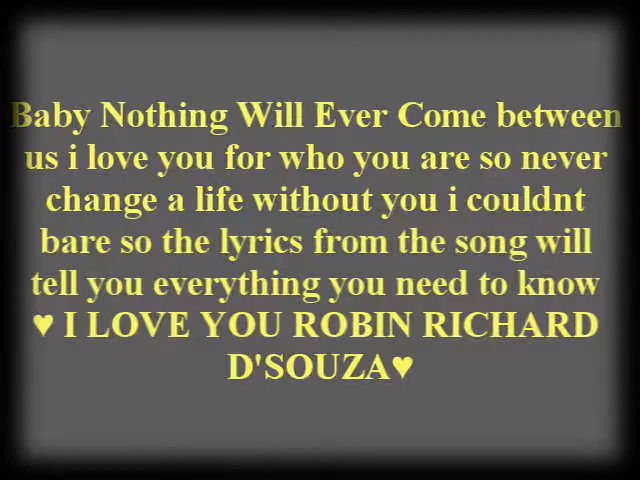 Baby Nothing Will Ever Come between
us i love you for who you are so never
change a life without you i couldnt
bare so the lyrics from the song will
tell you everything you need to know
♥ I LOVE YOU ROBIN RICHARD
D'SOUZA♥